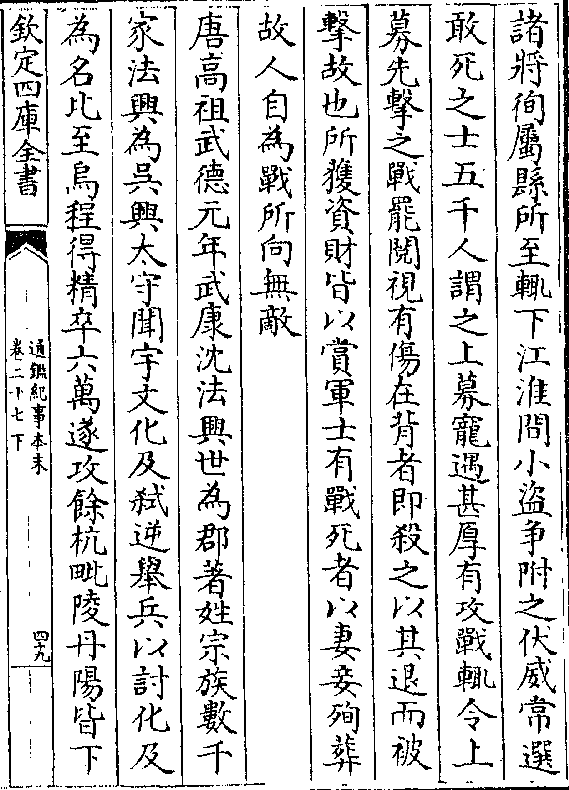 諸將徇屬縣所至輒下江淮間小盗争附之伏威常選
敢死之士五千人謂之上募寵遇甚厚有攻戰輒令上
募先擊之戰罷閱視有傷在背者即殺之以其退而被
擊故也所獲資財皆以賞軍士有戰死者以妻妾殉葬
故人自為戰所向無敵
唐高祖武德元年武康沈法興世為郡著姓宗族數千
家法興為吳興太守聞宇文化及弑逆舉兵以討化及
為名比至烏程得精卒六萬遂攻餘杭毗陵丹陽皆下
欽定四庫全書
通鑑紀事本末
卷二十七下
四十九